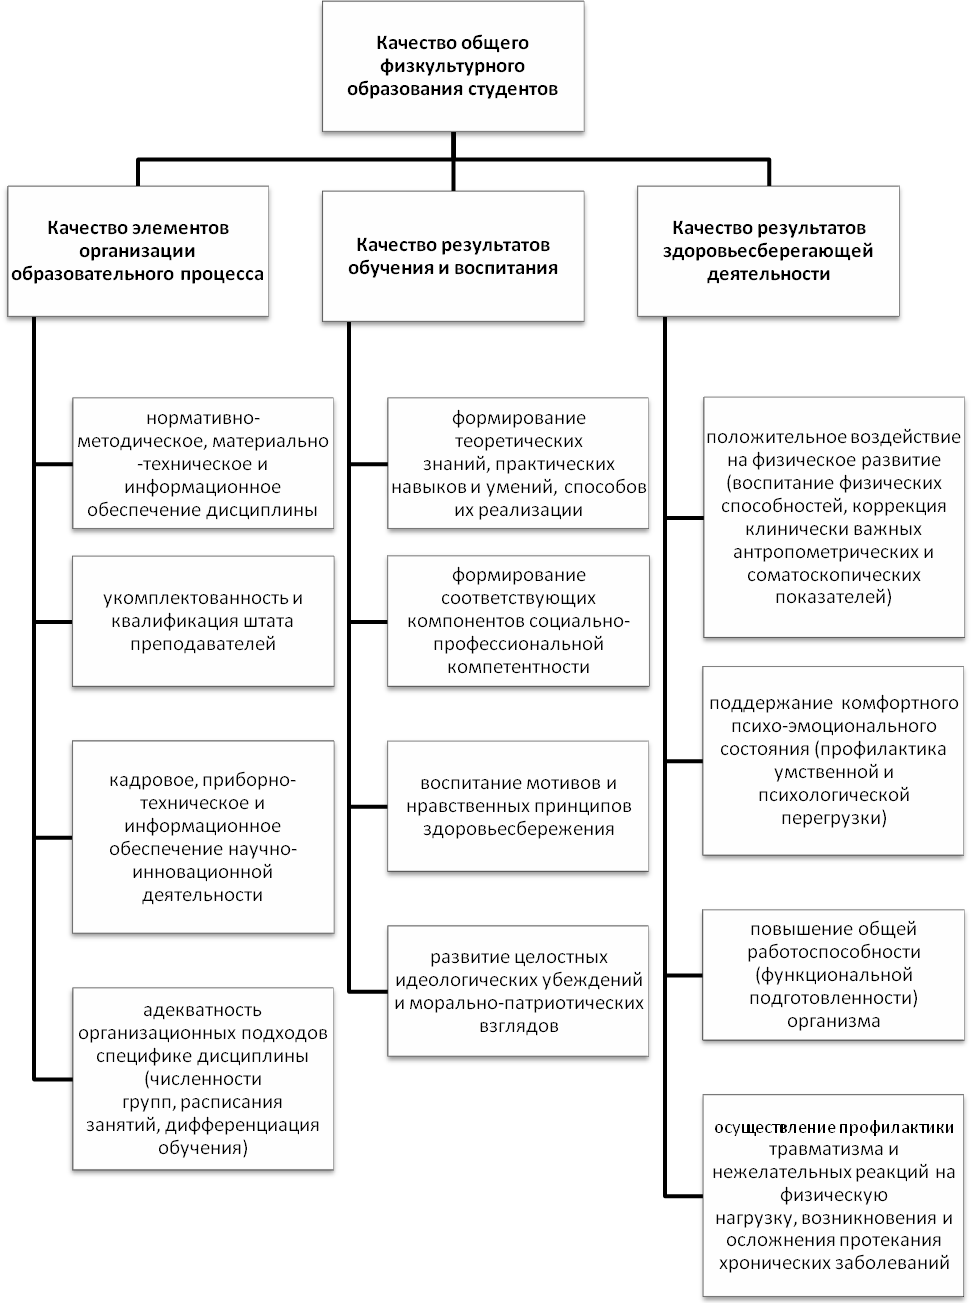 Качество общего
физкультурного
образования студентов
Качество элементов
организации
образовательного процесса
нормативно-
методическое, материально
-техническое и
информационное
обеспечение дисциплины
укомплектованность и
квалификация штата
преподавателей
кадровое, приборно-
техническое и
информационное
обеспечение научно-
инновационной
деятельности
адекватность
организационных подходов
специфике дисциплины
(численности
групп, расписания
занятий, дифференциация
обучения)
Качество результатов
обучения и воспитания
формирование
теоретических
знаний, практических
навыков и умений, способов
их реализации
формирование
соответствующих
компонентов социально-
профессиональной
компетентности
воспитание мотивов и
нравственных принципов
здоровьесбережения
развитие целостных
идеологических убеждений
и морально-патриотических
взглядов
Качество результатов
здоровьесберегающей
деятельности
положительное воздействие
на физическое развитие
(воспитание физических
способностей, коррекция
клинически важных
антропометрических и
соматоскопических
показателей)
поддержание комфортного
психо-эмоционального
состояния (профилактика
умственной и
психологической
перегрузки)
повышение общей
работоспособности
(функциональной
подготовленности)
организма
осуществление профилактики
травматизма и
нежелательных реакций на
физическую
нагрузку, возникновения и
осложнения протекания
хронических заболеваний